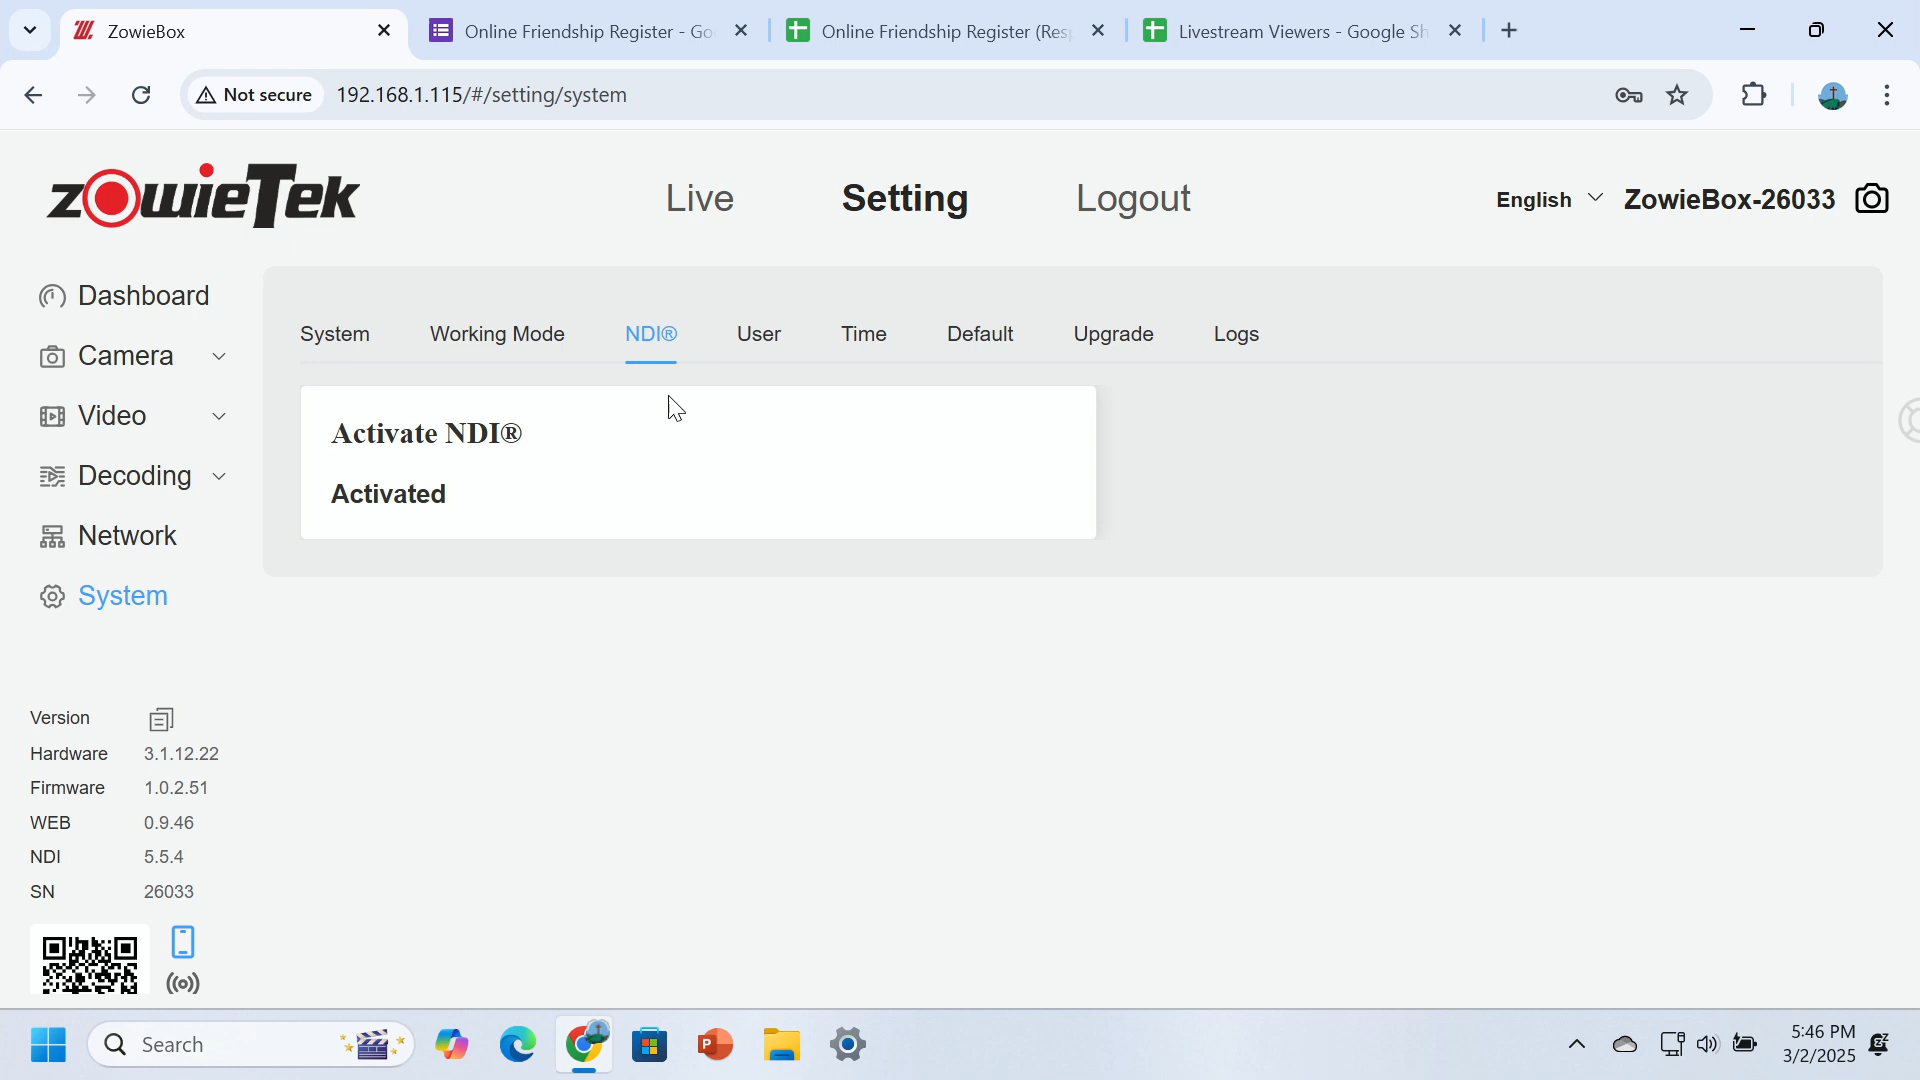 ZowieBox
Online Friendship Register - Go
Online Friendship Register (Resp
Livestream Viewers - Google Sh
Not secure
192.168.1.115/#/setting/system
zowieTek
Live
Setting
Logout
English
ZowieBox-26033
Dashboard
Camera
Video
Decoding
Network
System
System
Working Mode
NDI®
User
Time
Default
Upgrade
Logs
Activate NDI®
Activated
Version
Hardware 3.1.12.22
Firmware 1.0.2.51
WEB 0.9.46
NDI 5.5.4
SN 26033
Search
5:46 PM
3/2/2025